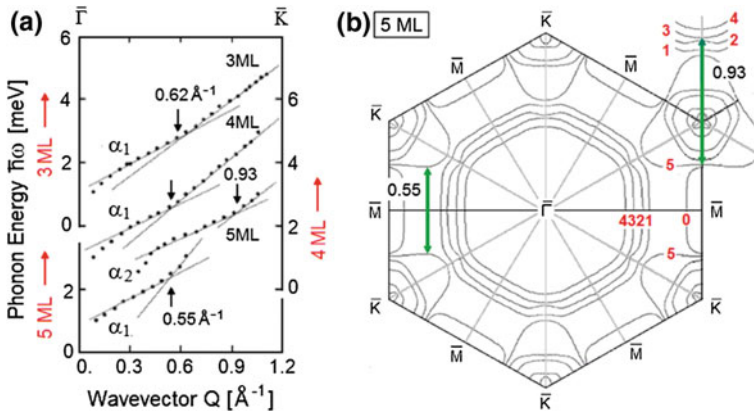 (a)
Γ̄
K̄
Phonon Energy ħω [meV]
3 ML
5 ML
4 ML
6
4
2
0
2
0
6
4
2
0
3ML
0.62 Å⁻¹
α₁
4ML
α₁
0.93
5ML
α₂
α₁
0.55 Å⁻¹
0. 0.3 0.6 0.9 1.2
Wavevector Q [Å⁻¹]
(b) 5 ML
K̄
M̄
M̄
K̄
K̄
M̄
M̄
Γ̄
K̄
K̄
M̄
M̄
K̄
3 4
2
1
0.93
5
0.55
4321 0
5